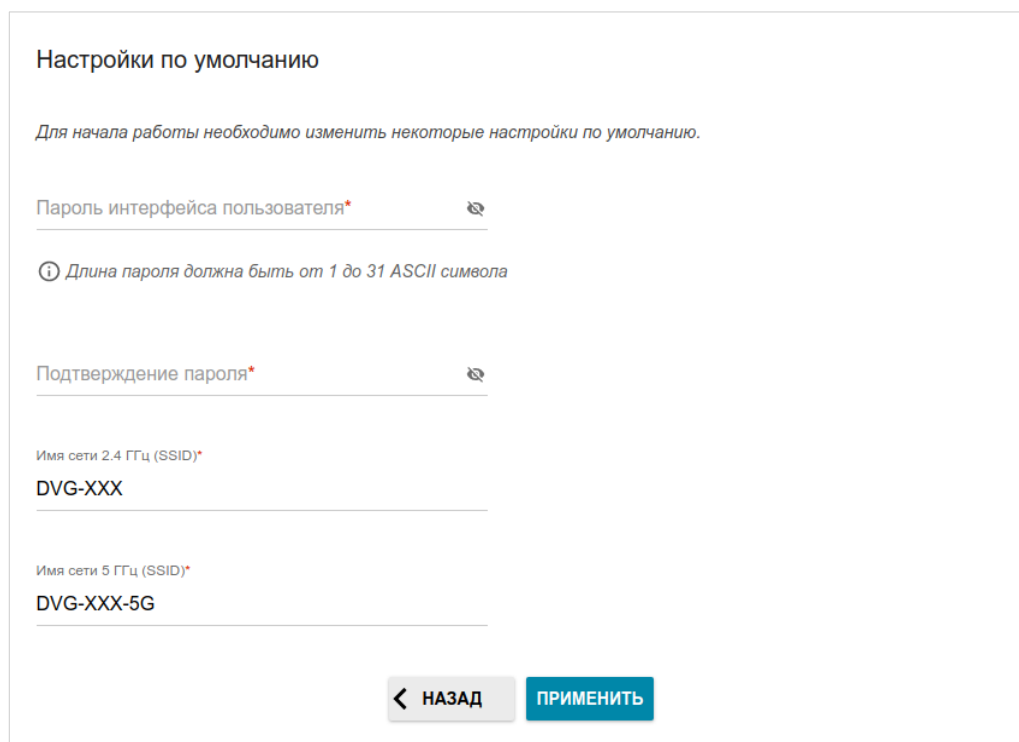 Настройки по умолчанию
Для начала работы необходимо изменить некоторые настройки по умолчанию.
Пароль интерфейса пользователя*
Длина пароля должна быть от 1 до 31 ASCII символа
Подтверждение пароля*
Имя сети 2.4 ГГц (SSID)*
DVG-XXX
Имя сети 5 ГГц (SSID)*
DVG-XXX-5G
НАЗАД
ПРИМЕНИТЬ